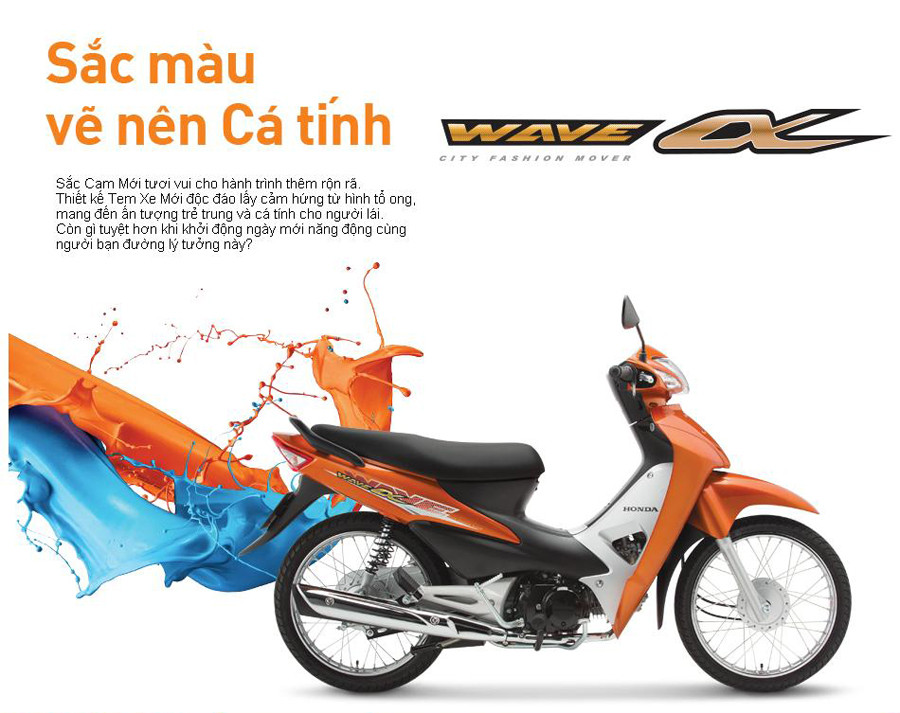 Sắc màu
vẽ nên Cá tính
WAVE α
CITY FASHION MOVER
Sắc Cam Mới tươi vui cho hành trình thêm rộn rã.
Thiết kế Tem Xe Mới độc đáo lấy cảm hứng từ hình tổ ong,
mang đến ấn tượng trẻ trung và cá tính cho người lái.
Còn gì tuyệt hơn khi khởi động ngày mới năng động cùng
người bạn đường lý tưởng này?
WAVE α
HONDA